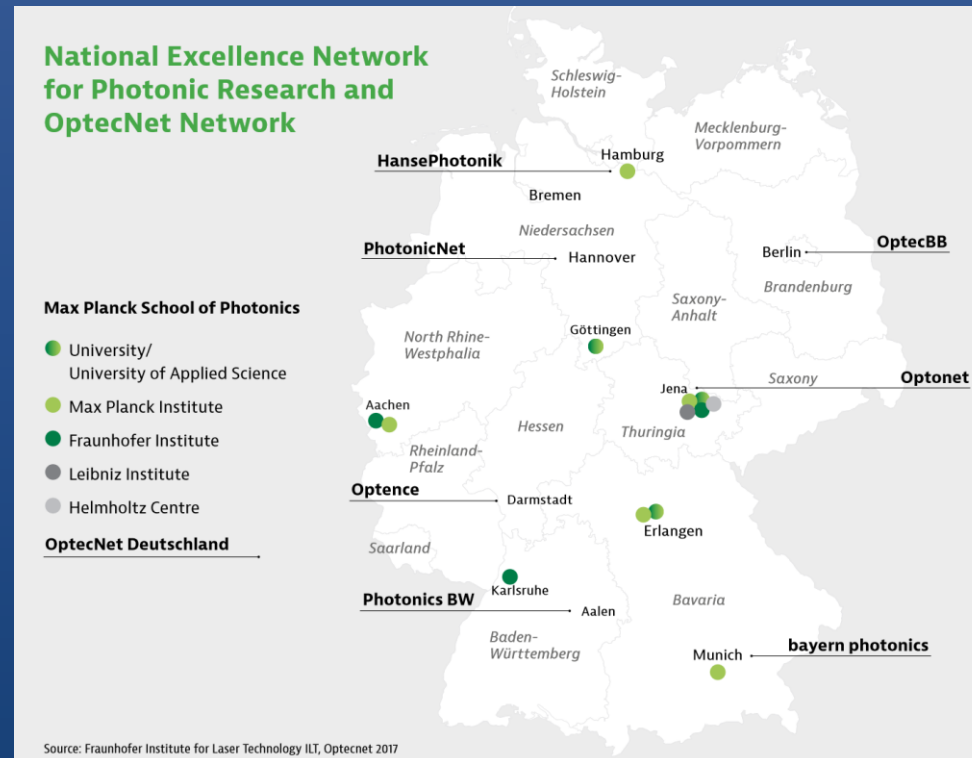 National Excellence Network
for Photonic Research and
OptecNet Network
Schleswig-
Holstein
Mecklenburg-
Vorpommern
HansePhotonik
Hamburg
Bremen
Niedersachsen
PhotonicNet
Hannover
Berlin
OptecBB
Brandenburg
Saxony-
Anhalt
Max Planck School of Photonics
University/
University of Applied Science
Max Planck Institute
Fraunhofer Institute
Leibniz Institute
Helmholtz Centre
OptecNet Deutschland
North Rhine-
Westphalia
Göttingen
Jena
Saxony
Optonet
Aachen
Hessen
Thuringia
Rheinland-
Pfalz
Optence
Darmstadt
Erlangen
Saarland
Karlsruhe
Photonics BW
Aalen
Bavaria
Baden-
Württemberg
Munich
bayern photonics
Source: Fraunhofer Institute for Laser Technology ILT, Optecnet 2017